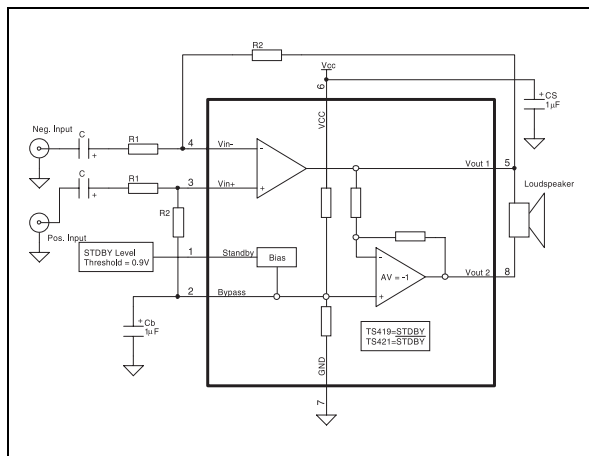 R2
Vcc
6
VCC
+ CS
1µF
Neg. Input
C
+
R1
4
Vin-
-
Vout 1
5
C
+
R1
3
Vin+
+
Loudspeaker
R2
Pos. Input
STDBY Level
Threshold = 0.9V
1
Standby
Bias
-
AV = -1
+
Vout 2
8
2
Bypass
+ Cb
1µF
TS419=STDBY
TS421=S̅T̅D̅B̅Y̅
GND
7